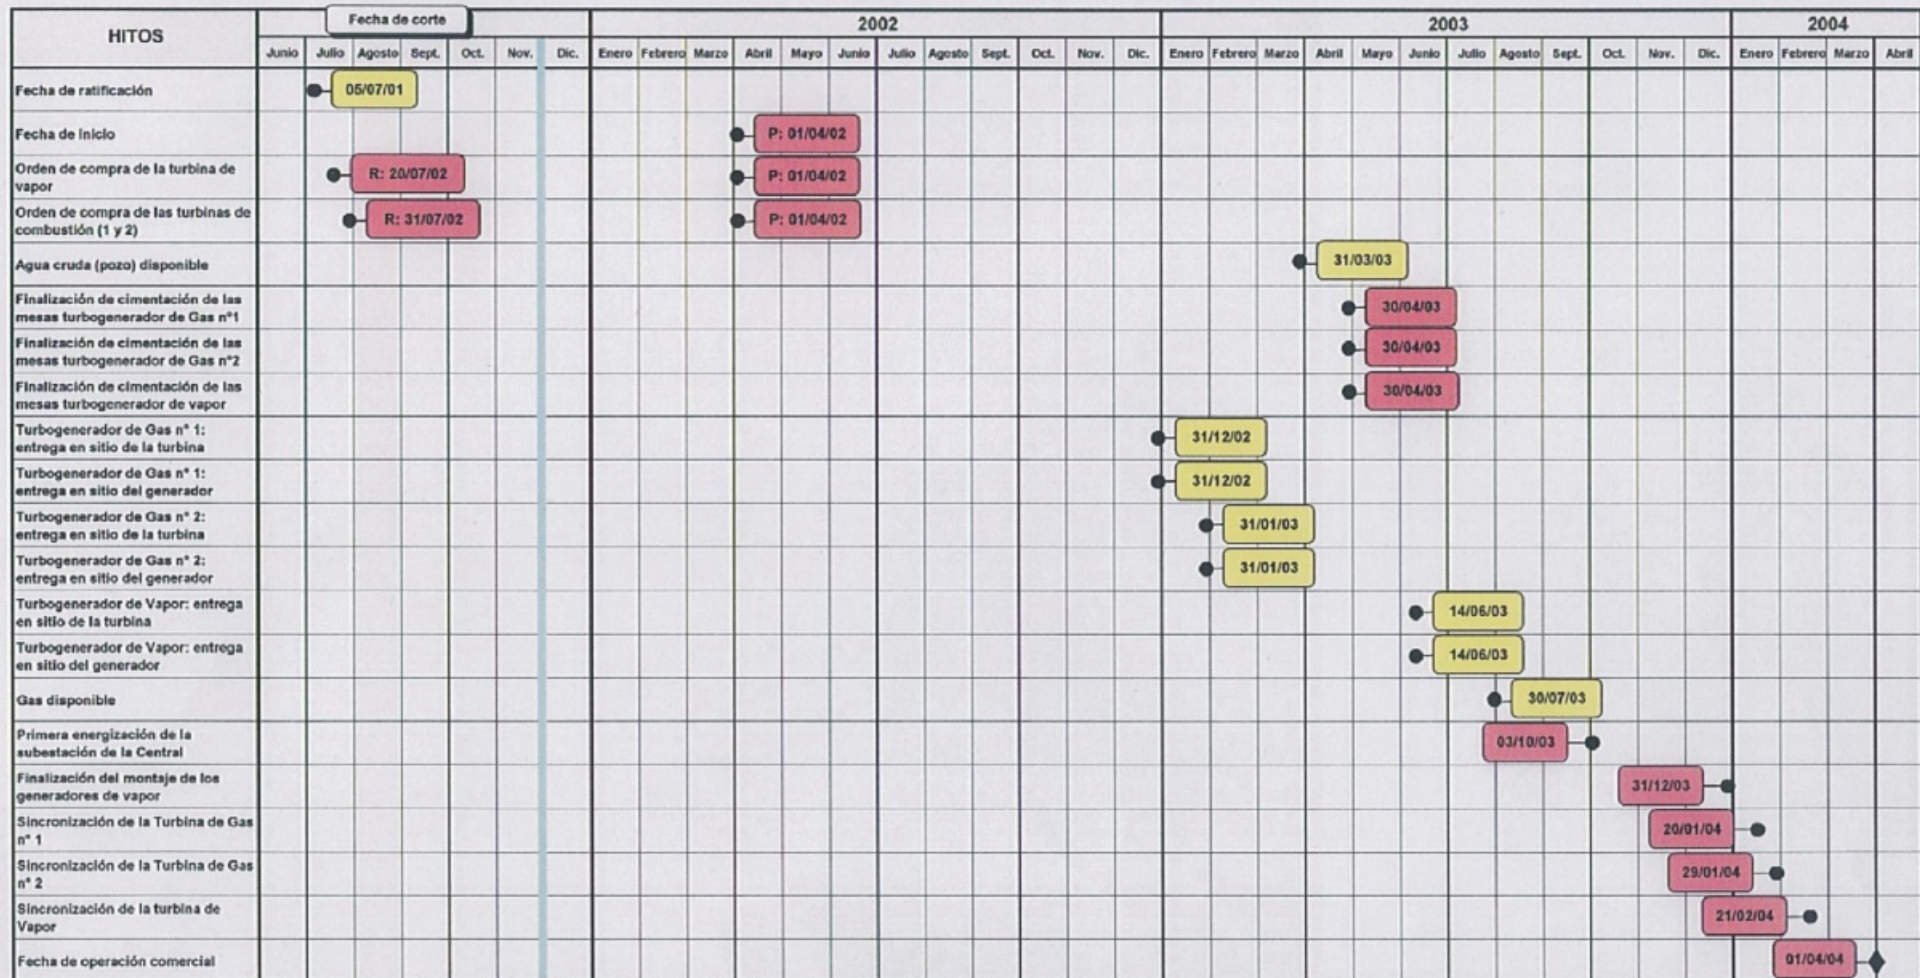 Fecha de corte
HITOS
2002
2003
2004
Junio Julio Agosto Sept. Oct. Nov. Dic. Enero Febrero Marzo Abril Mayo Junio Julio Agosto Sept. Oct. Nov. Dic. Enero Febrero Marzo Abril Mayo Junio Julio Agosto Sept. Oct. Nov. Dic. Enero Febrero Marzo Abril
Fecha de ratificación
05/07/01
Fecha de inicio
P: 01/04/02
Orden de compra de la turbina de
vapor
R: 20/07/02
P: 01/04/02
Orden de compra de las turbinas de
combustión (1 y 2)
R: 31/07/02
P: 01/04/02
Agua cruda (pozo) disponible
31/03/03
Finalización de cimentación de las
mesas turbogenerador de Gas nº1
30/04/03
Finalización de cimentación de las
mesas turbogenerador de Gas nº2
30/04/03
Finalización de cimentación de las
mesas turbogenerador de vapor
30/04/03
Turbogenerador de Gas nº 1:
entrega en sitio de la turbina
31/12/02
Turbogenerador de Gas nº 1:
entrega en sitio del generador
31/12/02
Turbogenerador de Gas nº 2:
entrega en sitio de la turbina
31/01/03
Turbogenerador de Gas nº 2:
entrega en sitio del generador
31/01/03
Turbogenerador de Vapor: entrega
en sitio de la turbina
14/06/03
Turbogenerador de Vapor: entrega
en sitio del generador
14/06/03
Gas disponible
30/07/03
Primera energización de la
subestación de la Central
03/10/03
Finalización del montaje de los
generadores de vapor
31/12/03
Sincronización de la Turbina de Gas
nº 1
20/01/04
Sincronización de la Turbina de Gas
nº 2
29/01/04
Sincronización de la turbina de
Vapor
21/02/04
Fecha de operación comercial
01/04/04